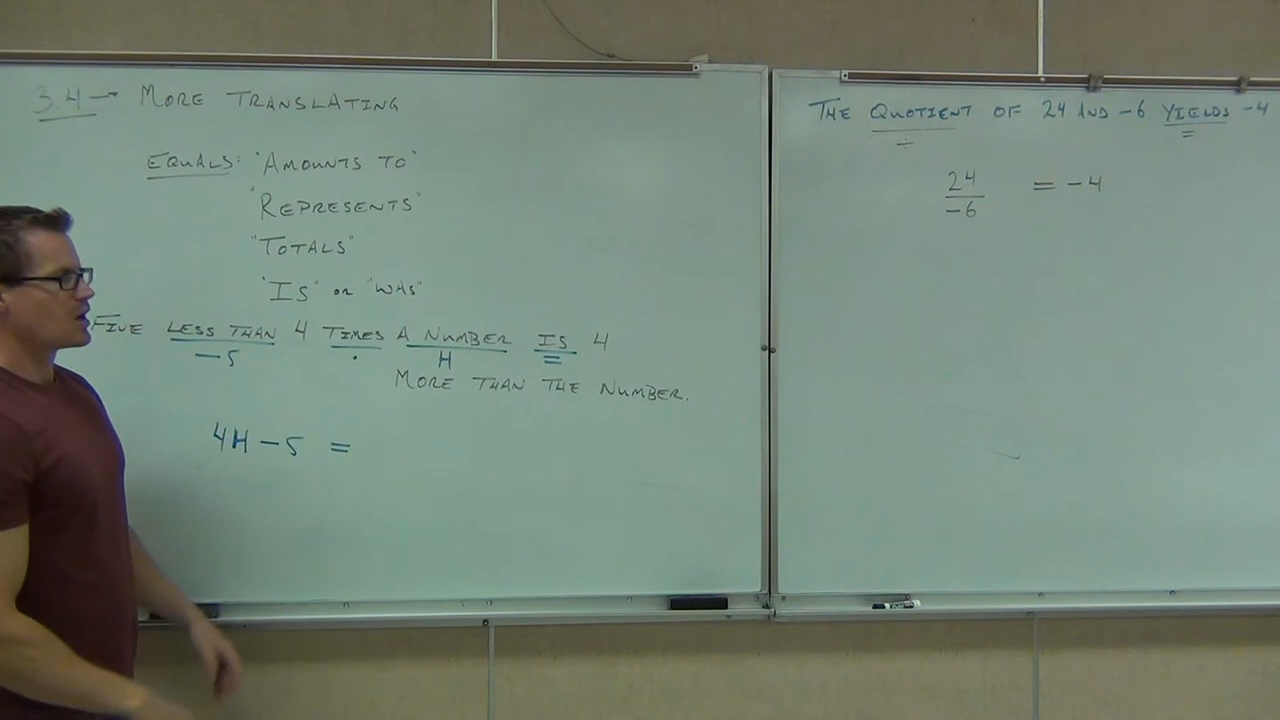 3.4 → MORE TRANSLATING
EQUALS: "AMOUNTS TO"
"REPRESENTS"
"TOTALS"
"IS" OR "WAS"
FIVE LESS THAN 4 TIMES A NUMBER IS 4
-5 · H =
MORE THAN THE NUMBER.
4H - 5 =
THE QUOTIENT OF 24 AND -6 YIELDS -4
÷ =
24/-6 = -4